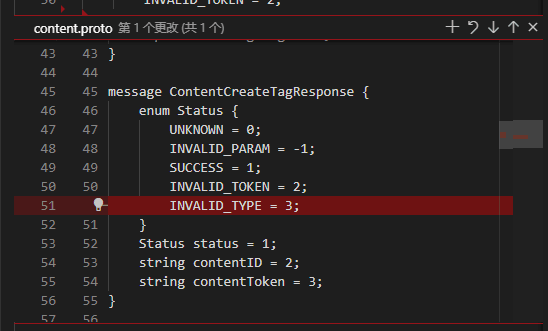 INVALID_TOKEN = 2;
content.proto 第 1 个更改 (共 1 个)
43 43 }
44 44
45 45 message ContentCreateTagResponse {
46 46 enum Status {
47 47 UNKNOWN = 0;
48 48 INVALID_PARAM = -1;
49 49 SUCCESS = 1;
50 50 INVALID_TOKEN = 2;
51 INVALID_TYPE = 3;
52 51 }
53 52 Status status = 1;
54 53 string contentID = 2;
55 54 string contentToken = 3;
56 55 }
57 56